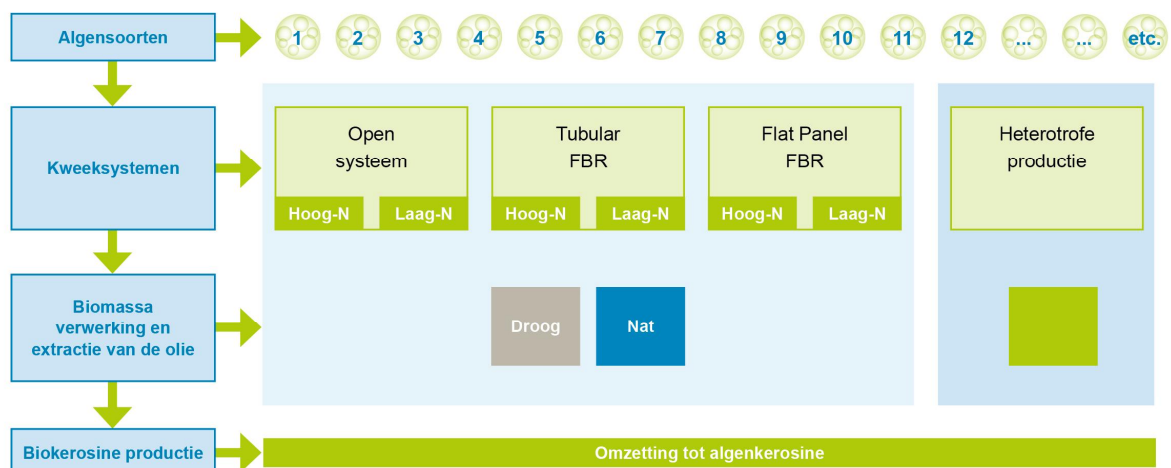 Algensoorten
1 2 3 4 5 6 7 8 9 10 11 12 ... ... etc.
Kweeksystemen
Open
systeem
Hoog-N Laag-N
Tubular
FBR
Hoog-N Laag-N
Flat Panel
FBR
Hoog-N Laag-N
Heterotrofe
productie
Biomassa
verwerking en
extractie van de olie
Droog Nat
Biokerosine productie
Omzetting tot algenkerosine